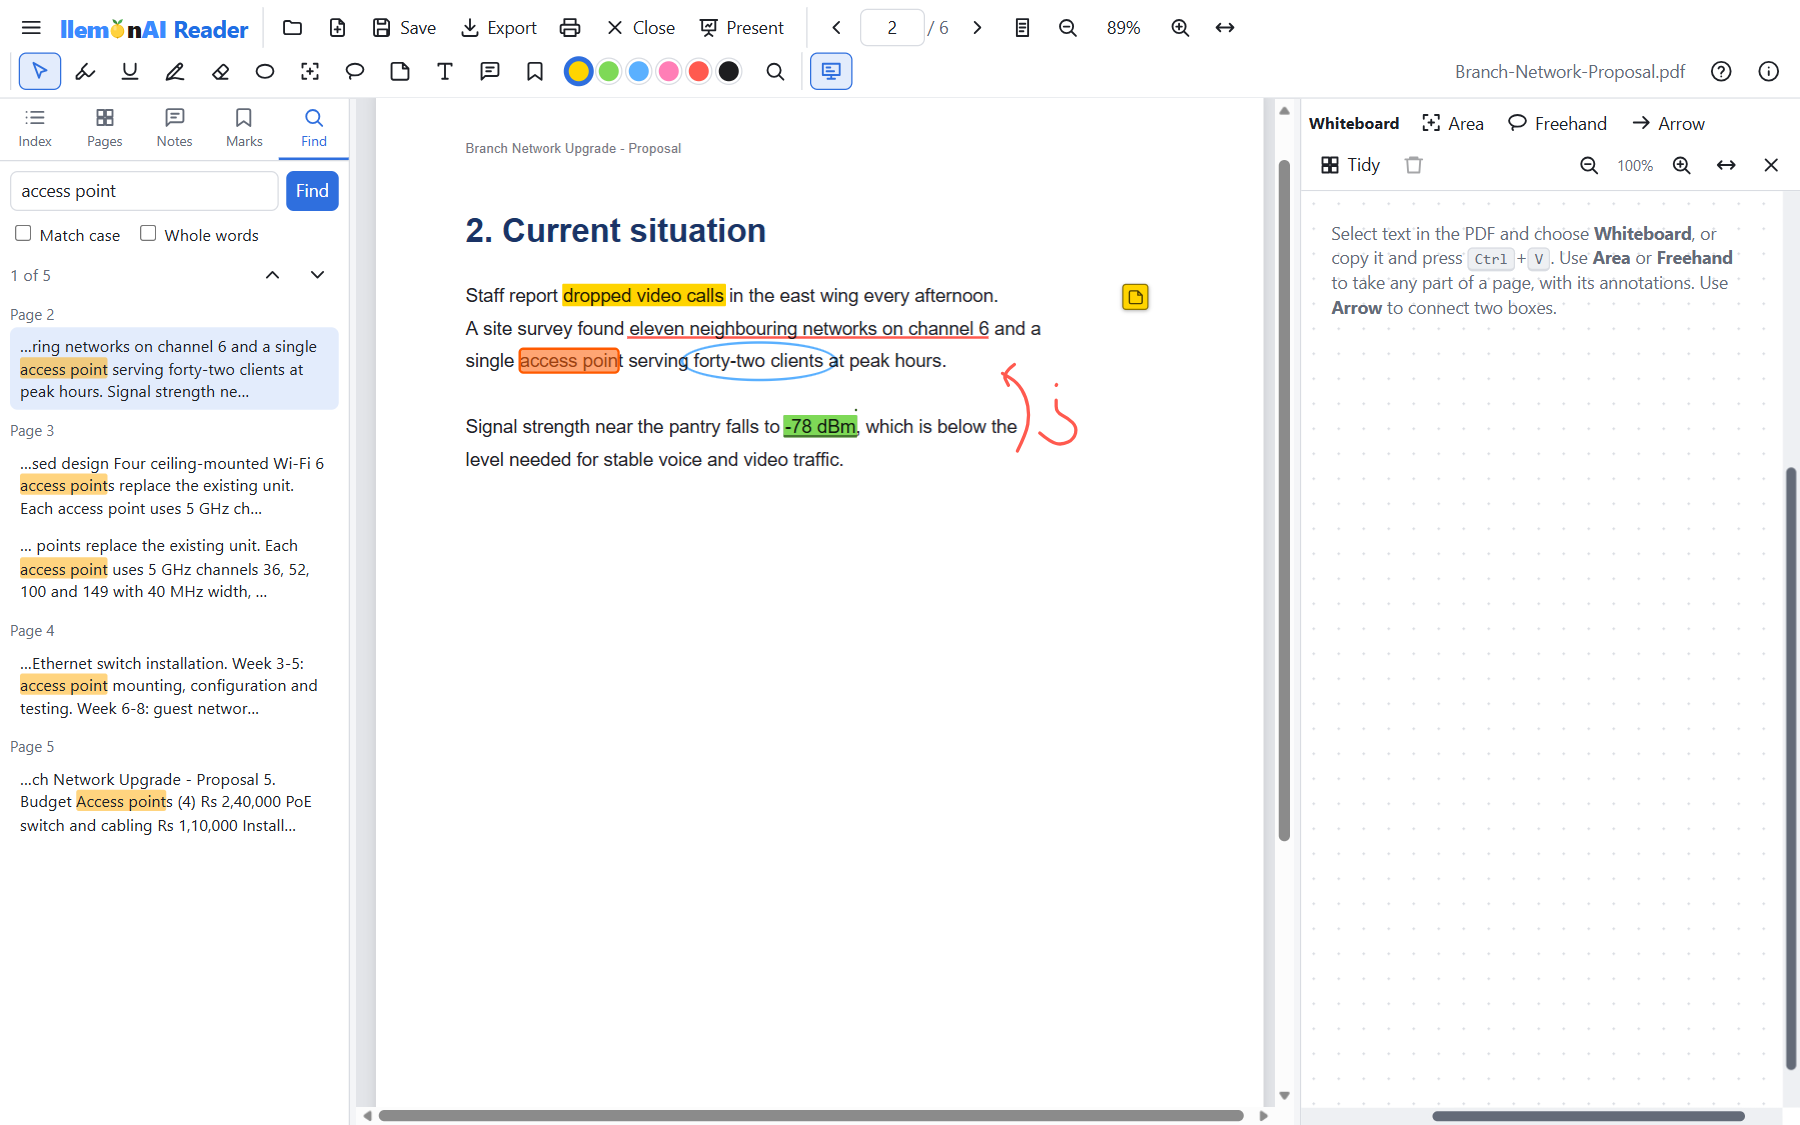 llemonAI Reader
Save
Export
Close
Present
2 / 6
89%
Branch-Network-Proposal.pdf
Index
Pages
Notes
Marks
Find
access point
Find
Match case
Whole words
1 of 5
Page 2
...ring networks on channel 6 and a single
access point serving forty-two clients at
peak hours. Signal strength ne...
Page 3
...sed design Four ceiling-mounted Wi-Fi 6
access points replace the existing unit.
Each access point uses 5 GHz ch...
... points replace the existing unit. Each
access point uses 5 GHz channels 36, 52,
100 and 149 with 40 MHz width, ...
Page 4
...Ethernet switch installation. Week 3-5:
access point mounting, configuration and
testing. Week 6-8: guest networ...
Page 5
...ch Network Upgrade - Proposal 5.
Budget Access points (4) Rs 2,40,000 PoE
switch and cabling Rs 1,10,000 Install...
Branch Network Upgrade - Proposal
2. Current situation
Staff report dropped video calls in the east wing every afternoon.
A site survey found eleven neighbouring networks on channel 6 and a
single access point serving forty-two clients at peak hours.
Signal strength near the pantry falls to -78 dBm, which is below the
level needed for stable voice and video traffic.
Whiteboard
Area
Freehand
Arrow
Tidy
100%
Select text in the PDF and choose Whiteboard, or
copy it and press Ctrl + V. Use Area or Freehand
to take any part of a page, with its annotations. Use
Arrow to connect two boxes.